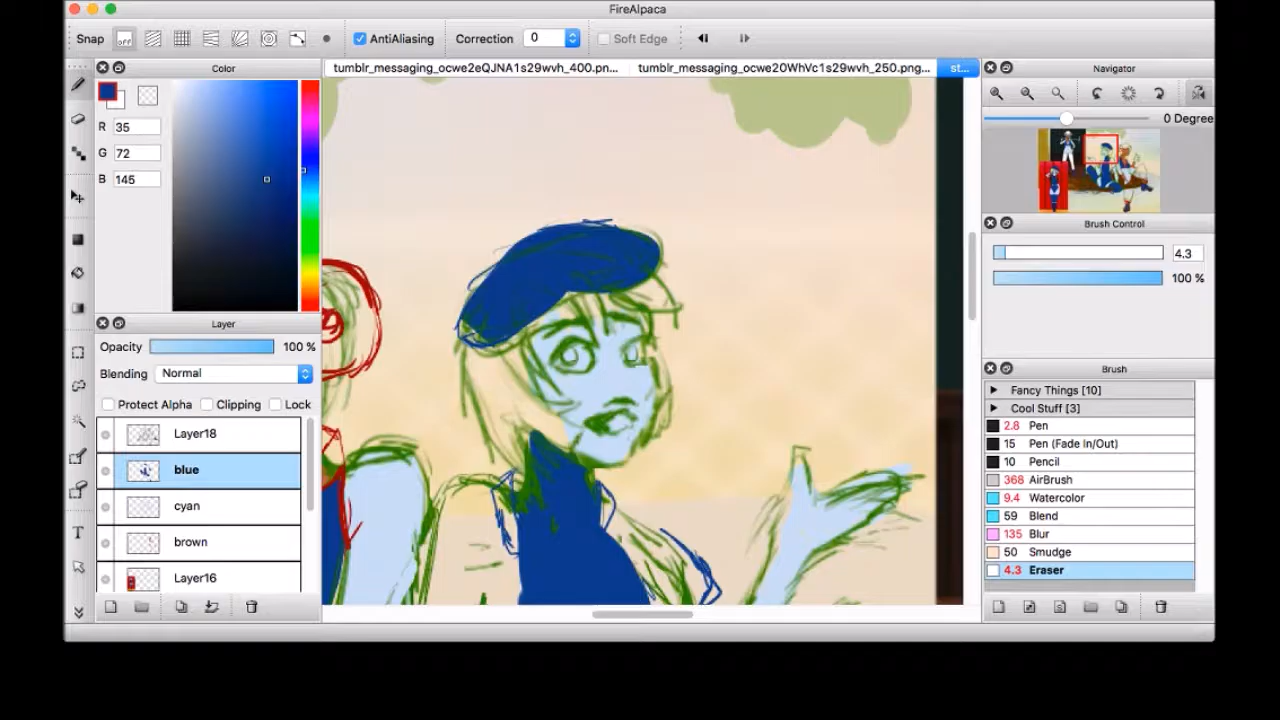 FireAlpaca
Snap
off
AntiAliasing
Correction
0
Soft Edge
Color
tumblr_messaging_ocwe2eQJNA1s29wvh_400.pn...
tumblr_messaging_ocwe2OWhVc1s29wvh_250.png...
st...
Navigator
R 35
G 72
B 145
0 Degree
Brush Control
4.3
100 %
Layer
Opacity
100 %
Blending
Normal
Protect Alpha
Clipping
Lock
Layer18
blue
cyan
brown
Layer16
T
Brush
Fancy Things [10]
Cool Stuff [3]
2.8 Pen
15 Pen (Fade In/Out)
10 Pencil
368 AirBrush
9.4 Watercolor
59 Blend
135 Blur
50 Smudge
4.3 Eraser